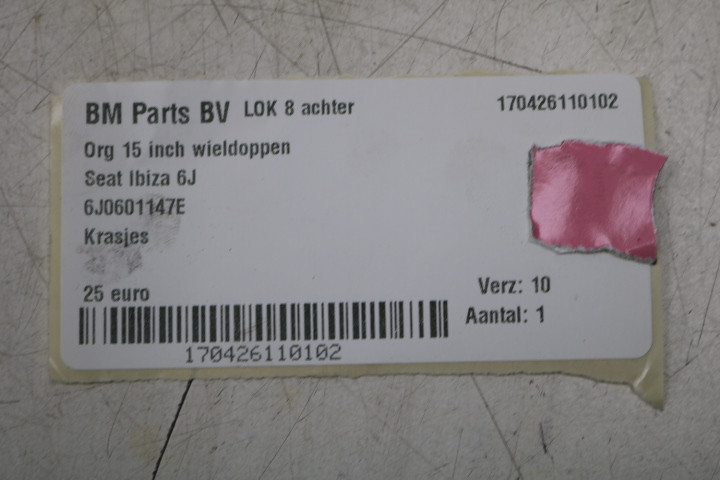 BM Parts BV LOK 8 achter 170426110102
Org 15 inch wieldoppen
Seat Ibiza 6J
6J0601147E
Krasjes
25 euro Verz: 10
Aantal: 1
170426110102